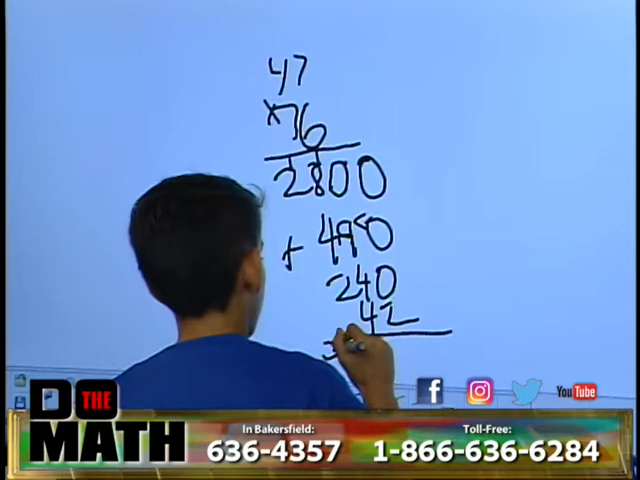 47
x76
2800
+ 490
240
42
3
DO THE
MATH
In Bakersfield:
636-4357
Toll-Free:
1-866-636-6284
f
YouTube